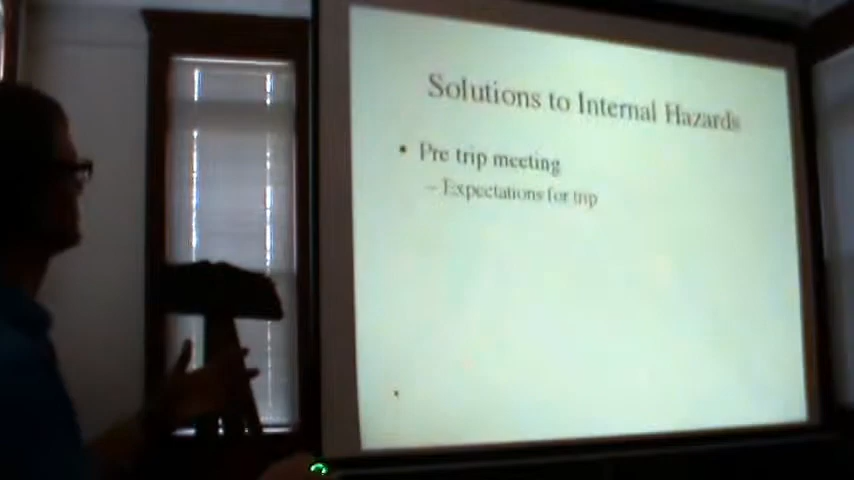 Solutions to Internal Hazards
• Pre trip meeting
– Expectations for trip